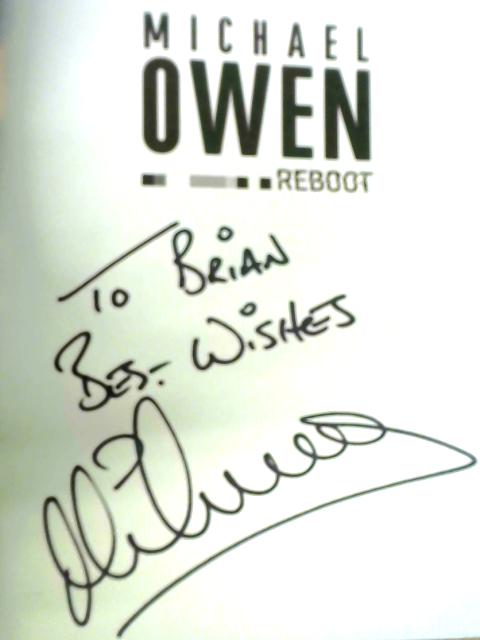 MICHAEL
OWEN
REBOOT
To BRIAN
BEST WISHES